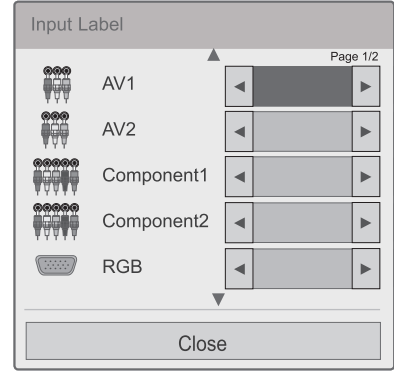 Input Label
Page 1/2
AV1
AV2
Component1
Component2
RGB
Close